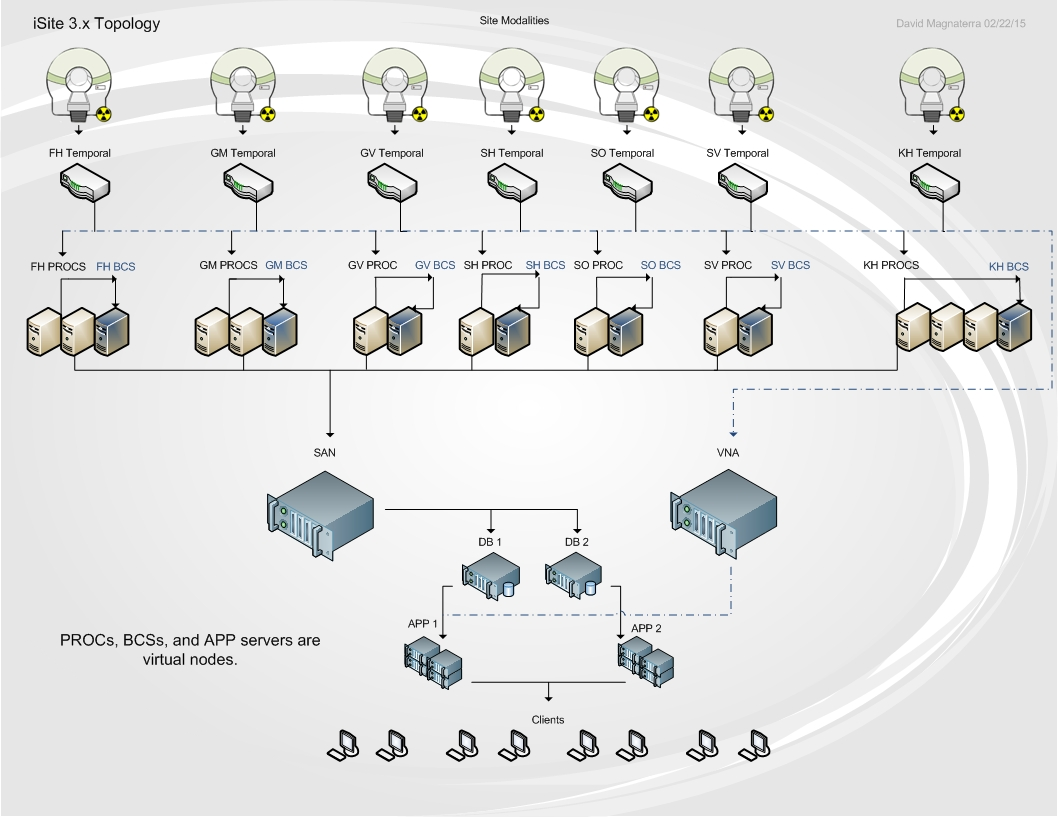 iSite 3.x Topology
Site Modalities
David Magnaterra 02/22/15
FH Temporal
GM Temporal
GV Temporal
SH Temporal
SO Temporal
SV Temporal
KH Temporal
FH PROCS
FH BCS
GM PROCS
GM BCS
GV PROC
GV BCS
SH PROC
SH BCS
SO PROC
SO BCS
SV PROC
SV BCS
KH PROCS
KH BCS
SAN
VNA
DB 1
DB 2
APP 1
APP 2
PROCs, BCSs, and APP servers are
virtual nodes.
Clients